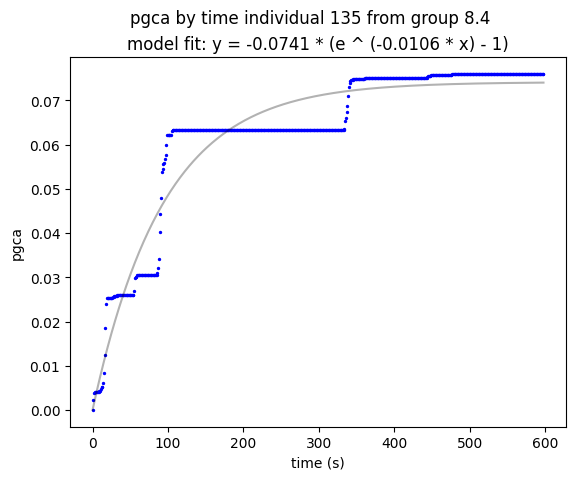 pgca by time individual 135 from group 8.4
model fit: y = -0.0741 * (e ^ (-0.0106 * x) - 1)
0.07
0.06
0.05
0.04
0.03
0.02
0.01
0.00
pgca
0 100 200 300 400 500 600
time (s)